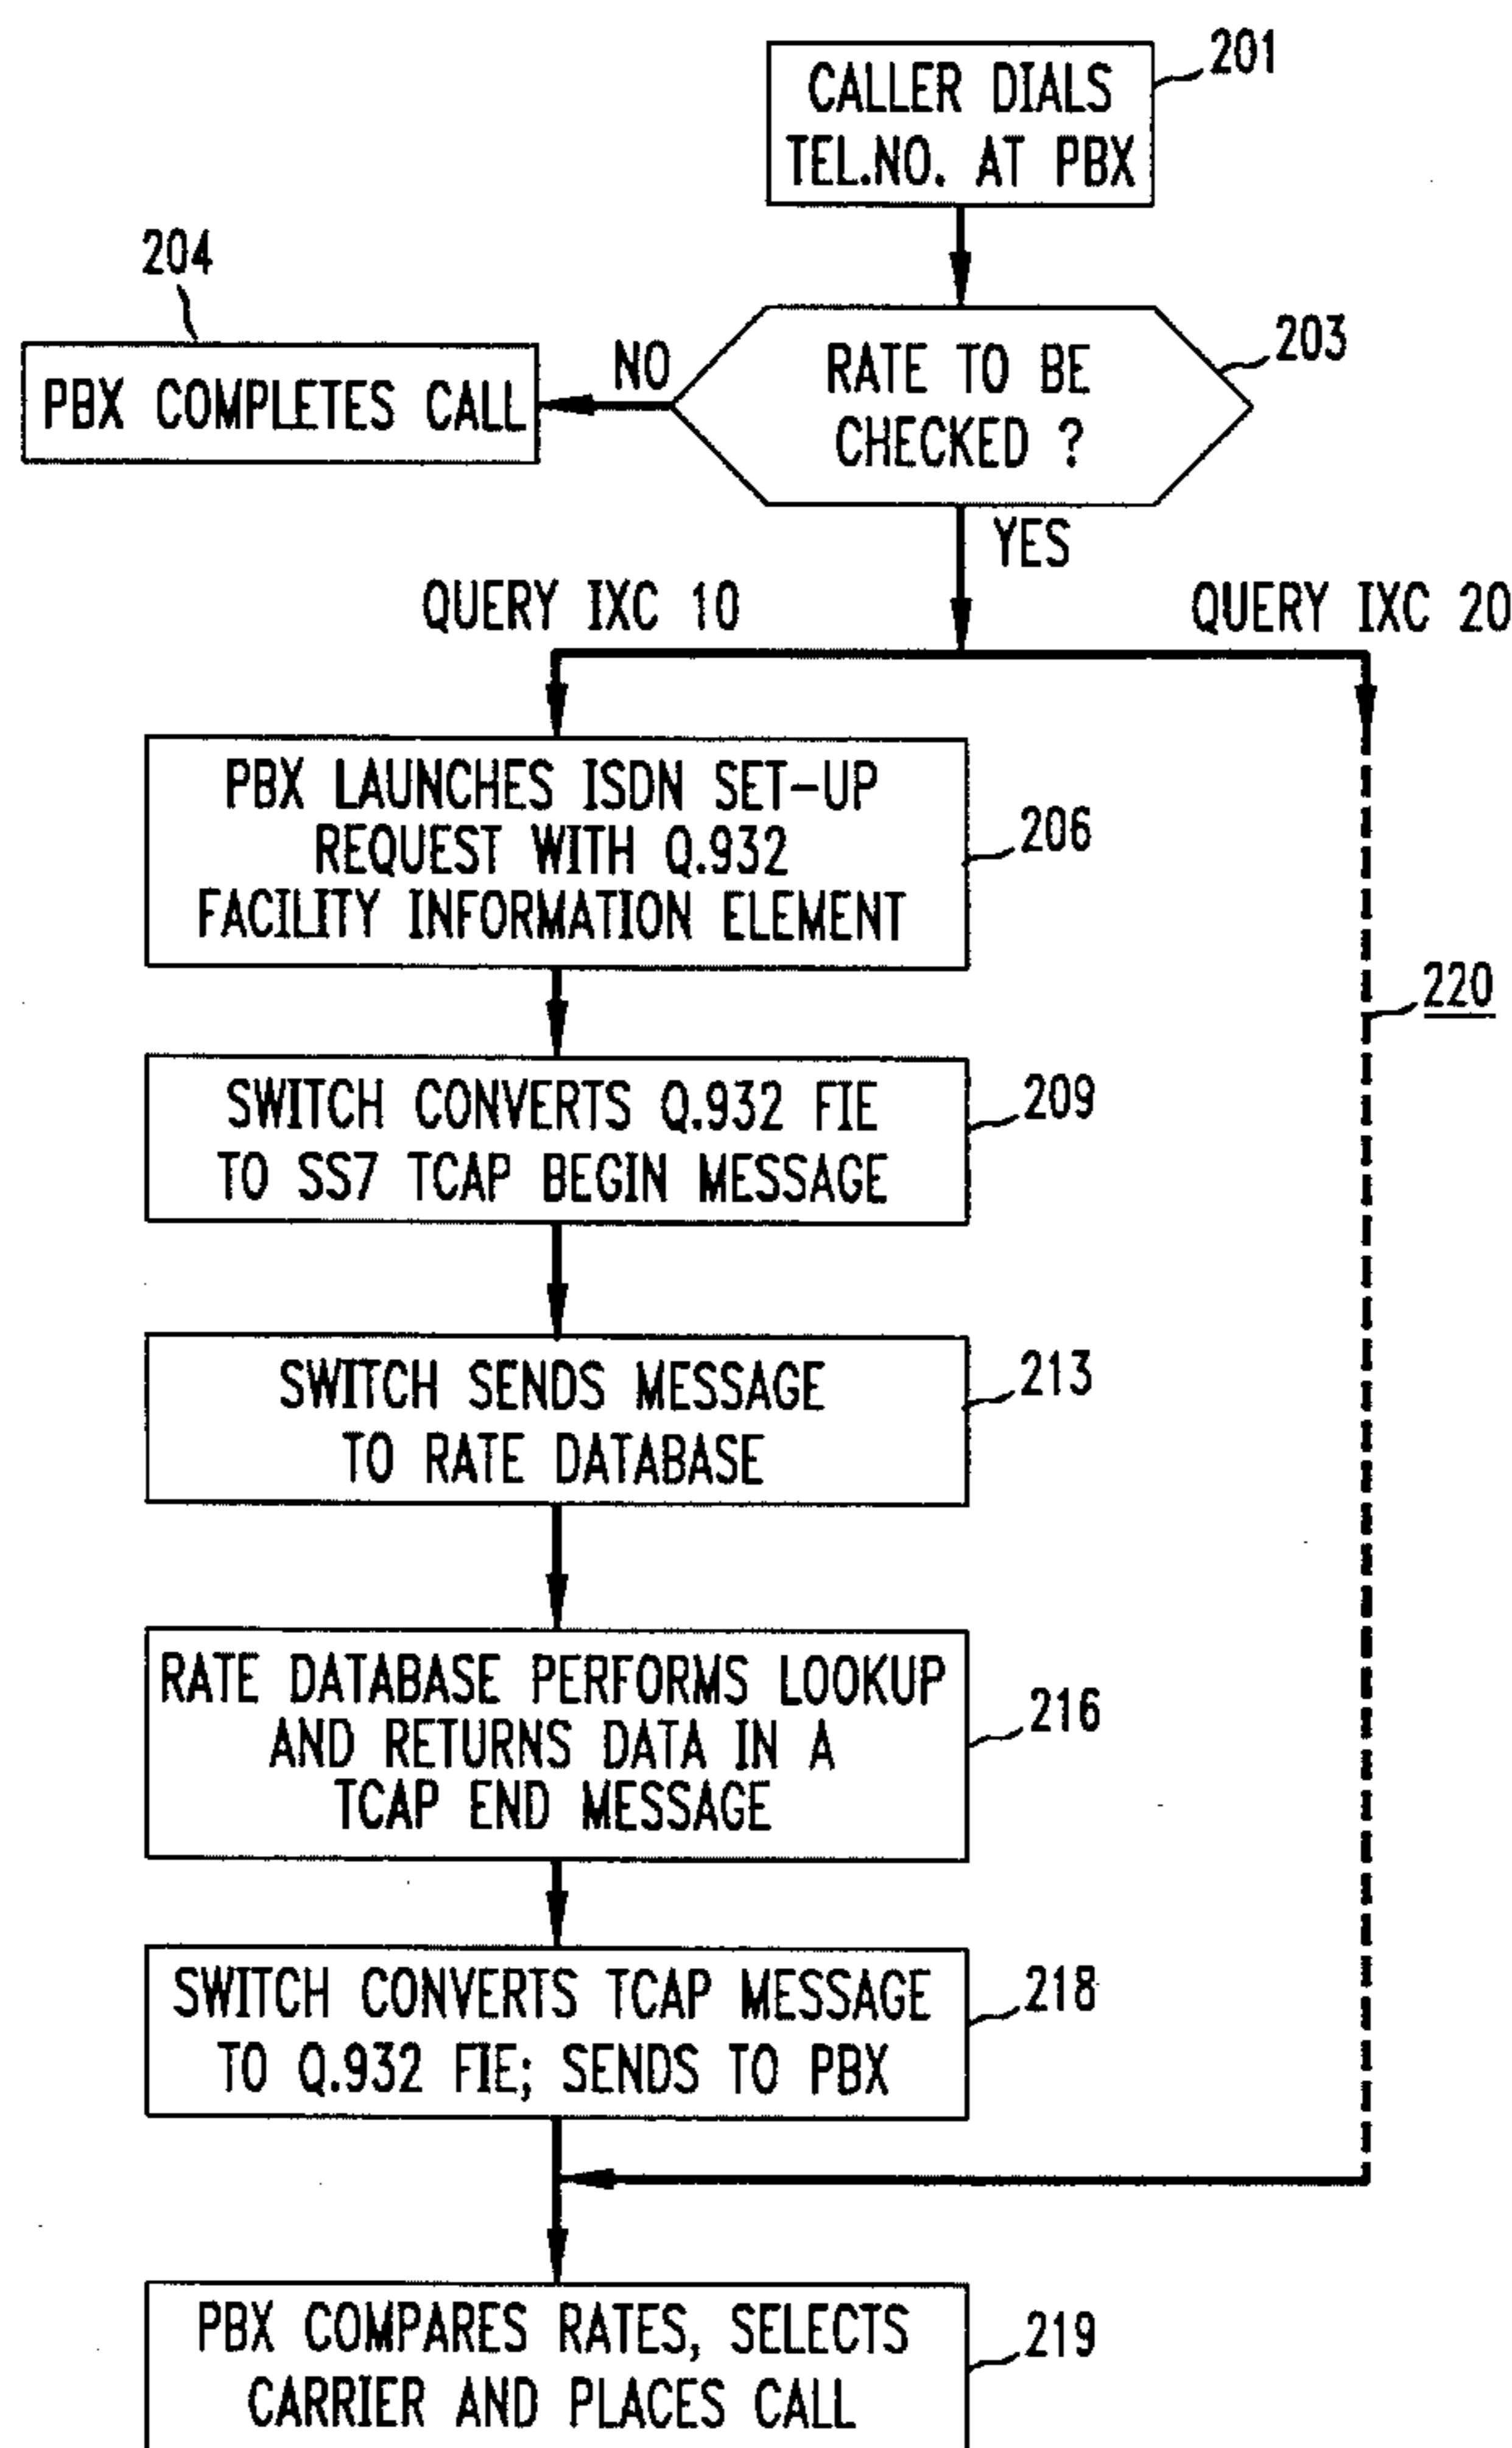 201
CALLER DIALS
TEL.NO. AT PBX
204
203
PBX COMPLETES CALL
NO
RATE TO BE
CHECKED ?
YES
QUERY IXC 10
QUERY IXC 20
PBX LAUNCHES ISDN SET-UP
REQUEST WITH Q.932
FACILITY INFORMATION ELEMENT
206
220
SWITCH CONVERTS Q.932 FIE
TO SS7 TCAP BEGIN MESSAGE
209
SWITCH SENDS MESSAGE
TO RATE DATABASE
213
RATE DATABASE PERFORMS LOOKUP
AND RETURNS DATA IN A
TCAP END MESSAGE
216
SWITCH CONVERTS TCAP MESSAGE
TO Q.932 FIE; SENDS TO PBX
218
PBX COMPARES RATES, SELECTS
CARRIER AND PLACES CALL
219